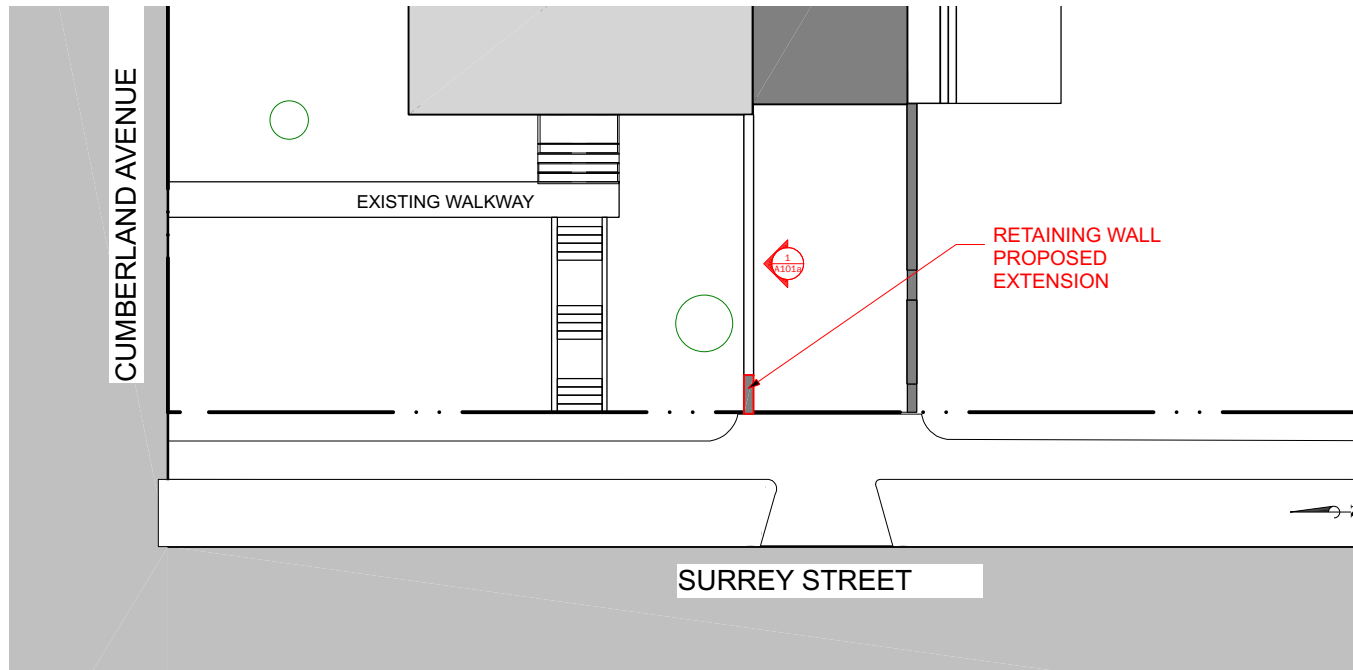 CUMBERLAND AVENUE
EXISTING WALKWAY
1
A101a
RETAINING WALL
PROPOSED
EXTENSION
SURREY STREET